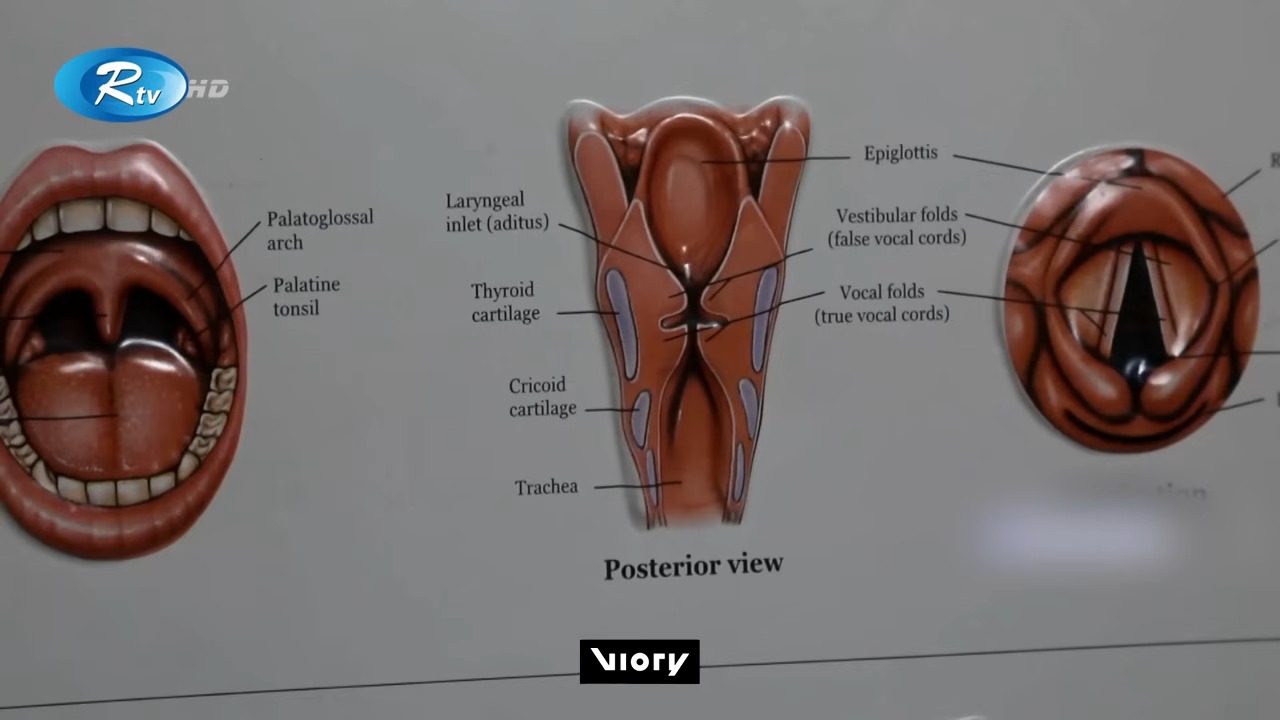 Rtv HD
Palatoglossal
arch
Palatine
tonsil
Laryngeal
inlet (aditus)
Thyroid
cartilage
Cricoid
cartilage
Trachea
Epiglottis
Vestibular folds
(false vocal cords)
Vocal folds
(true vocal cords)
Posterior view
VIORY